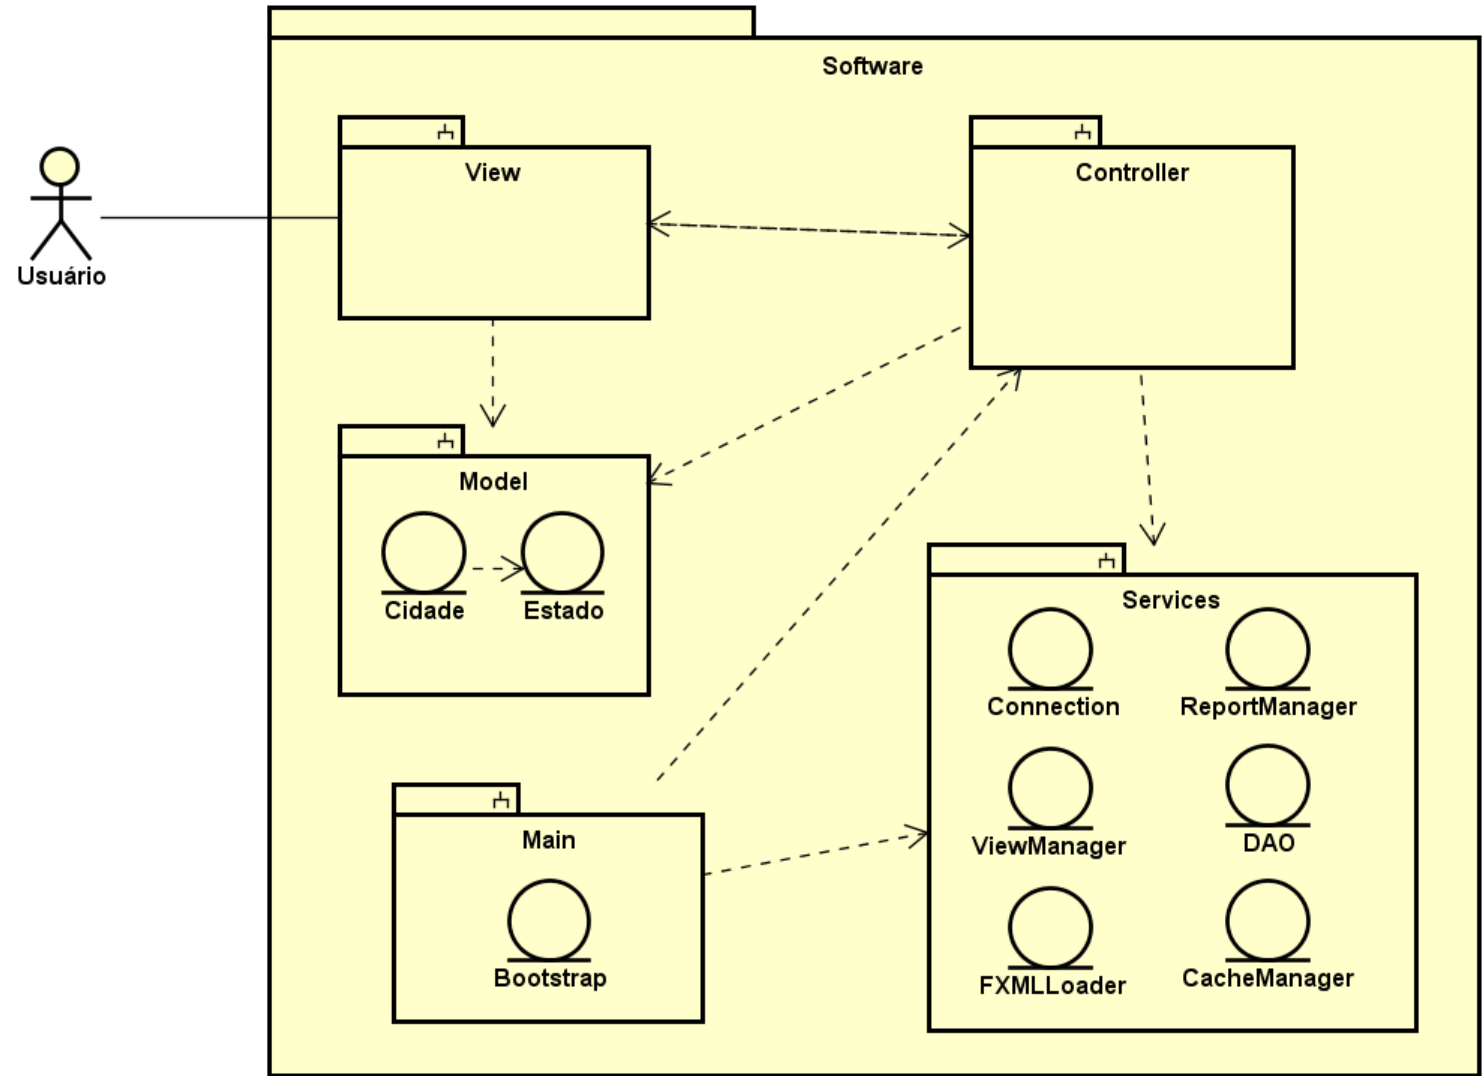 Software
View
Controller
Usuário
Model
Cidade
Estado
Services
Connection
ReportManager
ViewManager
DAO
FXMLLoader
CacheManager
Main
Bootstrap